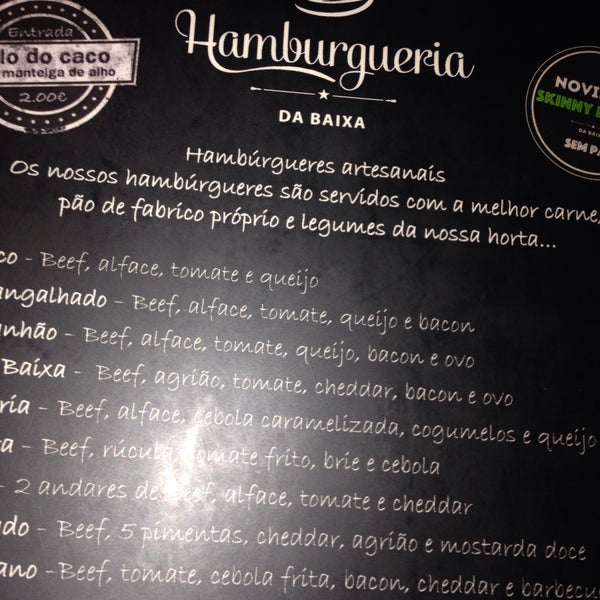 Entrada
lo do caco
manteiga de alho
2.00€
Hamburgueria
DA BAIXA
NOVI
SKINNY
DA BAI
SEM PÃ
Hambúrgueres artesanais
Os nossos hambúrgueres são servidos com a melhor carne,
pão de fabrico próprio e legumes da nossa horta...
co - Beef, alface, tomate e queijo
angalhado - Beef, alface, tomate, queijo e bacon
nhão - Beef, alface, tomate, queijo, bacon e ovo
Baixa - Beef, agrião, tomate, cheddar, bacon e ovo
ria - Beef, alface, cebola caramelizada, cogumelos e queijo
a - Beef, rúcula, tomate frito, brie e cebola
- 2 andares de Beef, alface, tomate e cheddar
do - Beef, 5 pimentas, cheddar, agrião e mostarda doce
ano -Beef, tomate, cebola frita, bacon, cheddar e barbecu